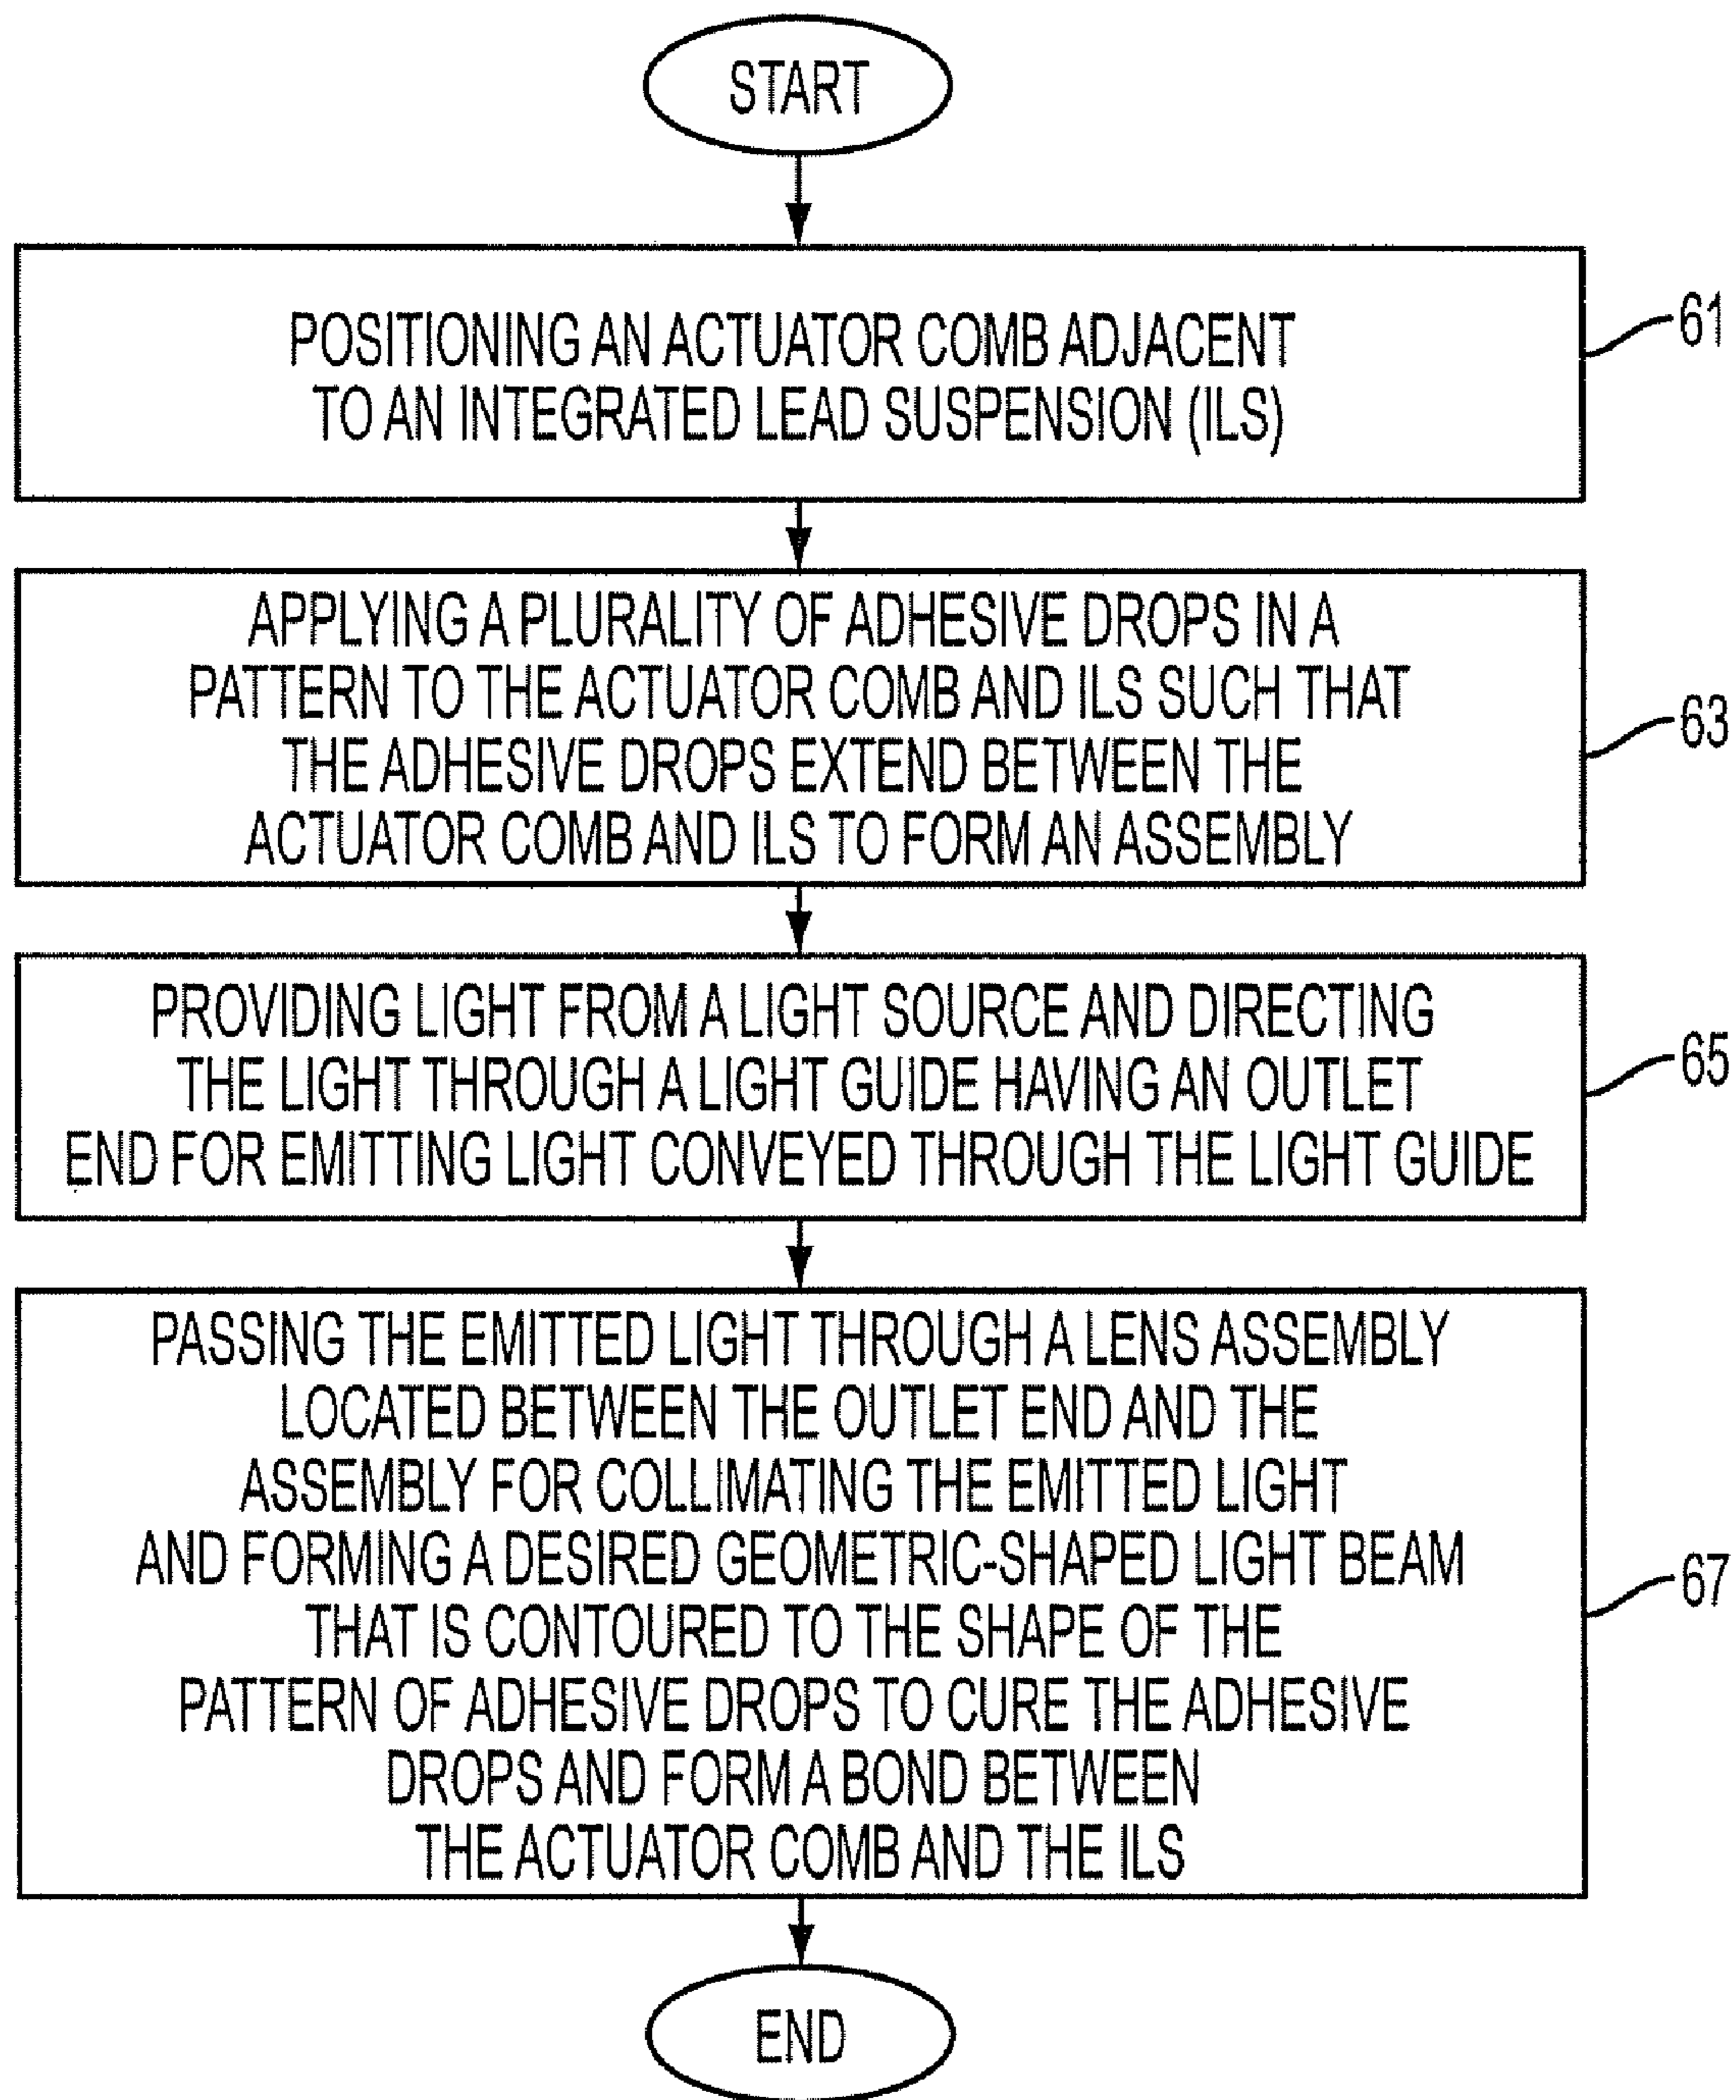 START
POSITIONING AN ACTUATOR COMB ADJACENT
TO AN INTEGRATED LEAD SUSPENSION (ILS)
61
APPLYING A PLURALITY OF ADHESIVE DROPS IN A
PATTERN TO THE ACTUATOR COMB AND ILS SUCH THAT
THE ADHESIVE DROPS EXTEND BETWEEN THE
ACTUATOR COMB AND ILS TO FORM AN ASSEMBLY
63
PROVIDING LIGHT FROM A LIGHT SOURCE AND DIRECTING
THE LIGHT THROUGH A LIGHT GUIDE HAVING AN OUTLET
END FOR EMITTING LIGHT CONVEYED THROUGH THE LIGHT GUIDE
65
PASSING THE EMITTED LIGHT THROUGH A LENS ASSEMBLY
LOCATED BETWEEN THE OUTLET END AND THE
ASSEMBLY FOR COLLIMATING THE EMITTED LIGHT
AND FORMING A DESIRED GEOMETRIC-SHAPED LIGHT BEAM
THAT IS CONTOURED TO THE SHAPE OF THE
PATTERN OF ADHESIVE DROPS TO CURE THE ADHESIVE
DROPS AND FORM A BOND BETWEEN
THE ACTUATOR COMB AND THE ILS
67
END